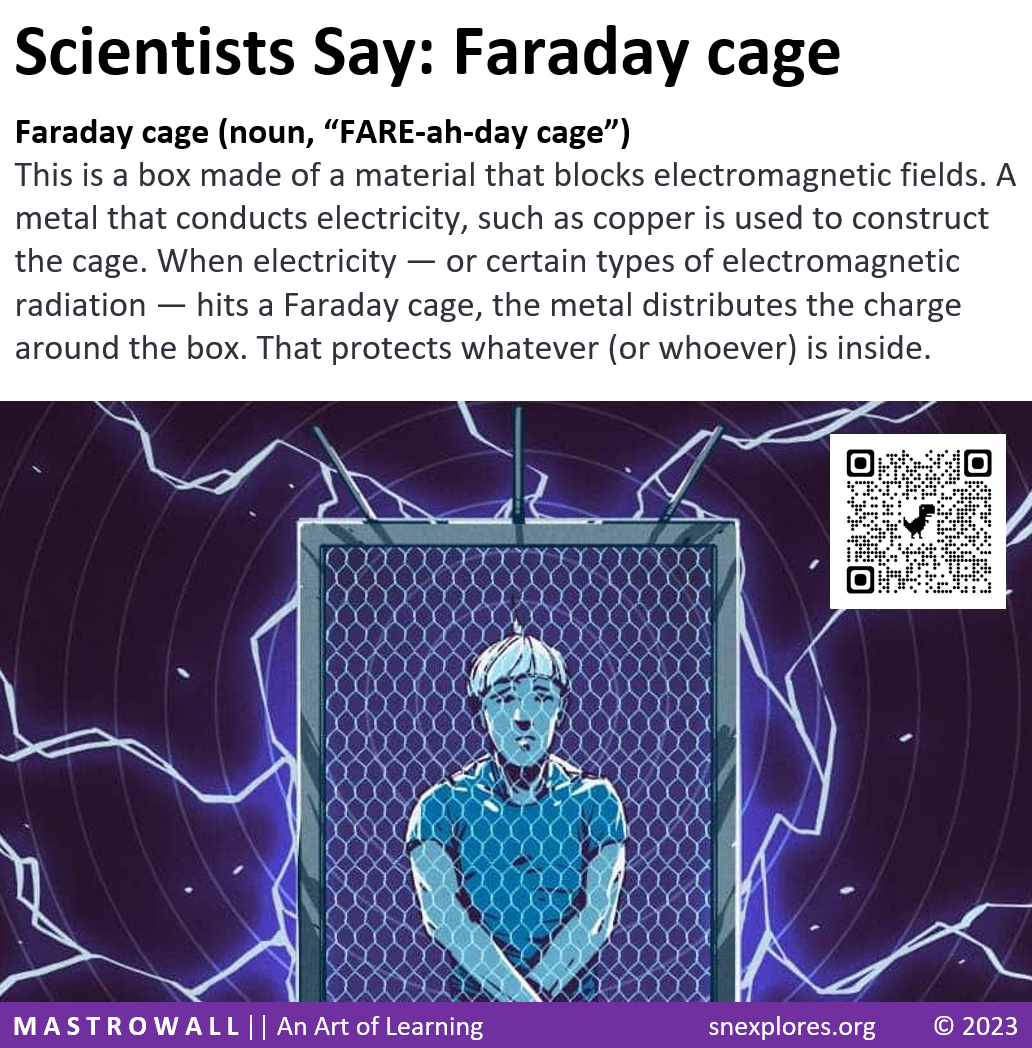 Scientists Say: Faraday cage
Faraday cage (noun, “FARE-ah-day cage”)
This is a box made of a material that blocks electromagnetic fields. A
metal that conducts electricity, such as copper is used to construct
the cage. When electricity — or certain types of electromagnetic
radiation — hits a Faraday cage, the metal distributes the charge
around the box. That protects whatever (or whoever) is inside.
MASTROWALL || An Art of Learning snexplores.org © 2023